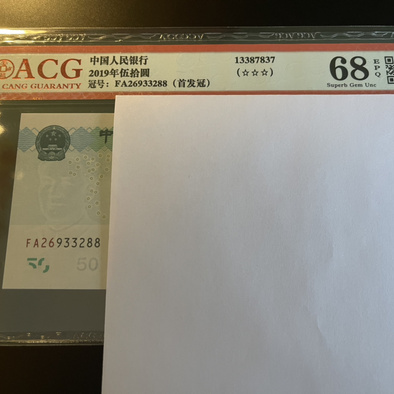 ACG
CANG GUARANTY
中国人民银行
2019年伍拾圆
冠号：FA26933288（首发冠）
13387837
（☆☆☆）
68
EPQ
Superb Gem Unc
中
FA26933288
50